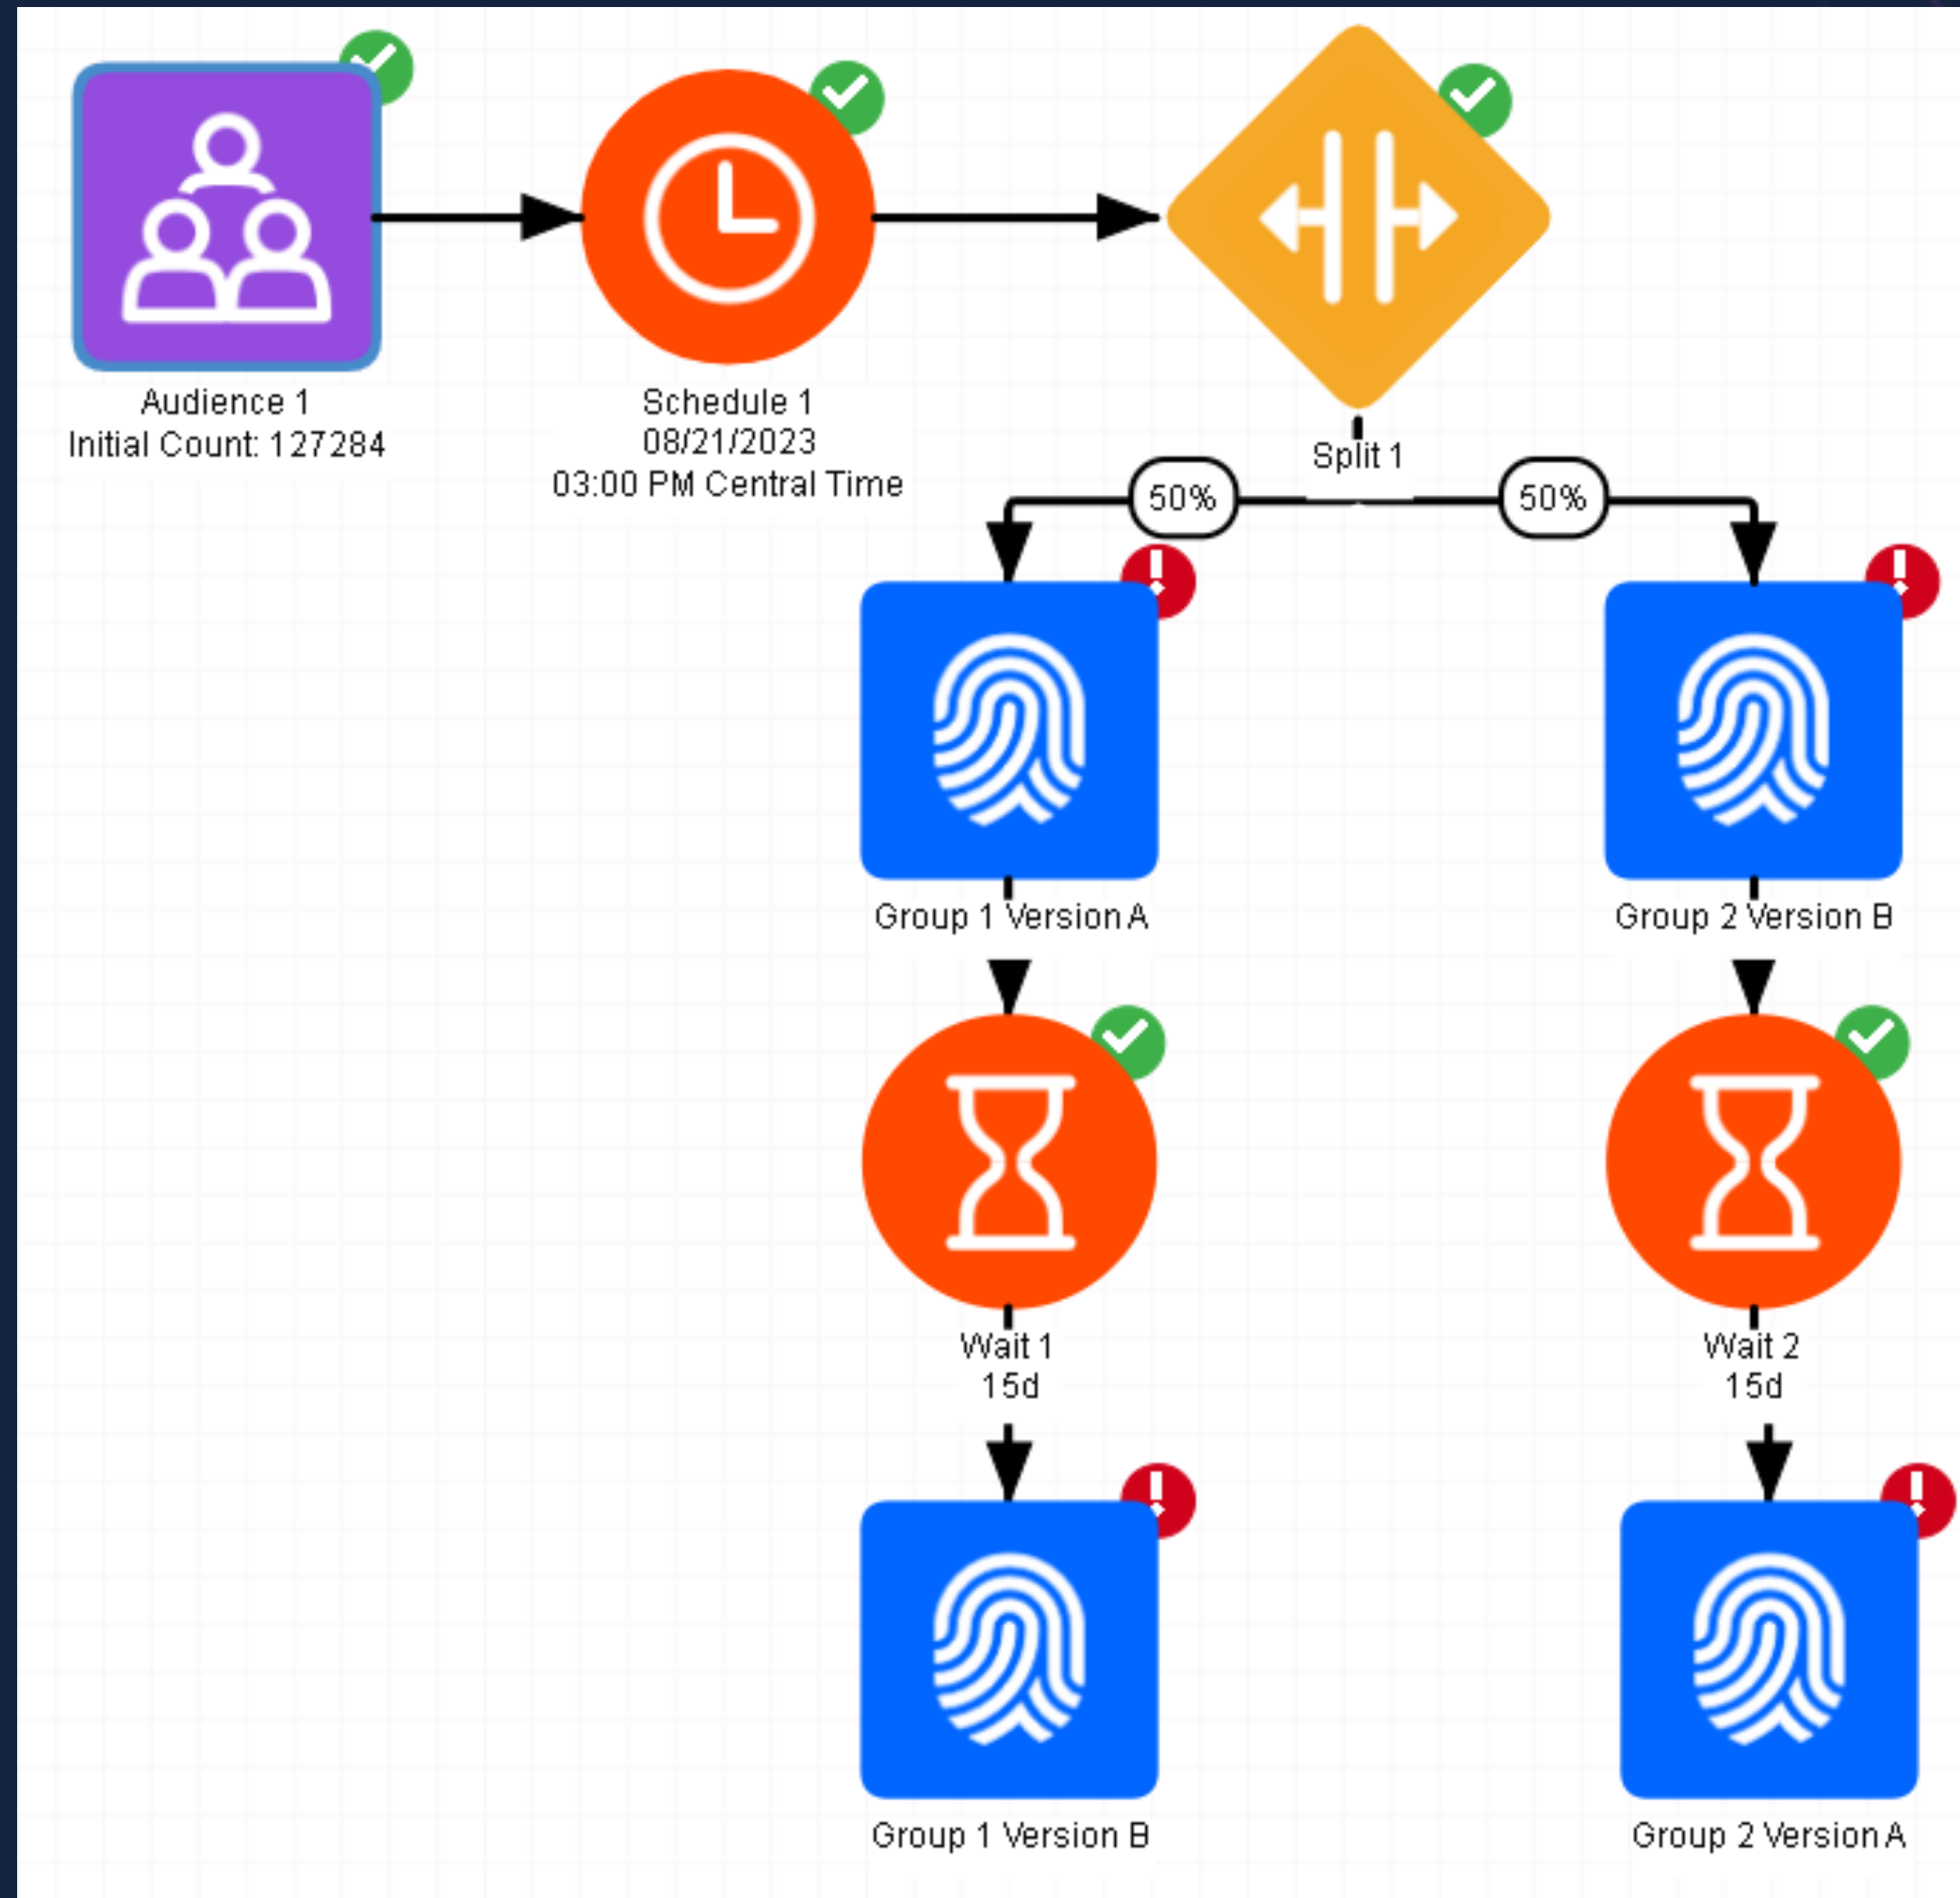 Audience 1
Initial Count: 127284
Schedule 1
08/21/2023
03:00 PM Central Time
Split 1
50%
50%
Group 1 Version A
Group 2 Version B
Wait 1
15d
Wait 2
15d
Group 1 Version B
Group 2 Version A